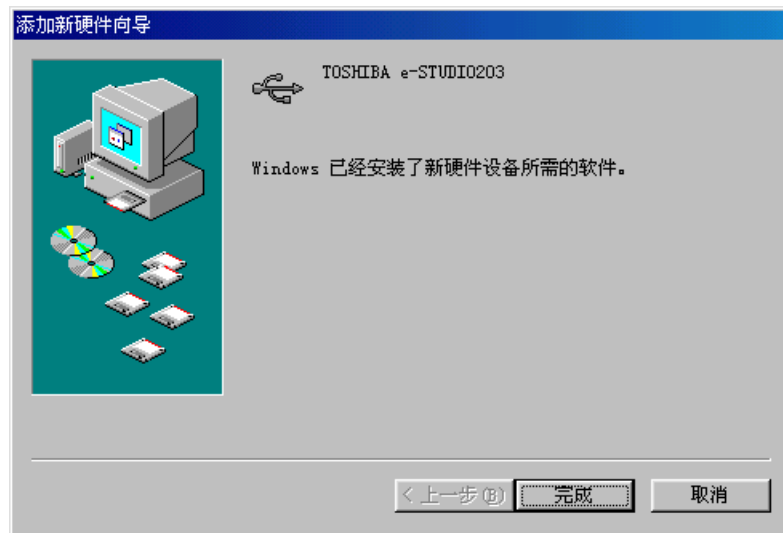 添加新硬件向导
TOSHIBA e-STUDIO203
Windows 已经安装了新硬件设备所需的软件。
< 上一步(B)
完成
取消